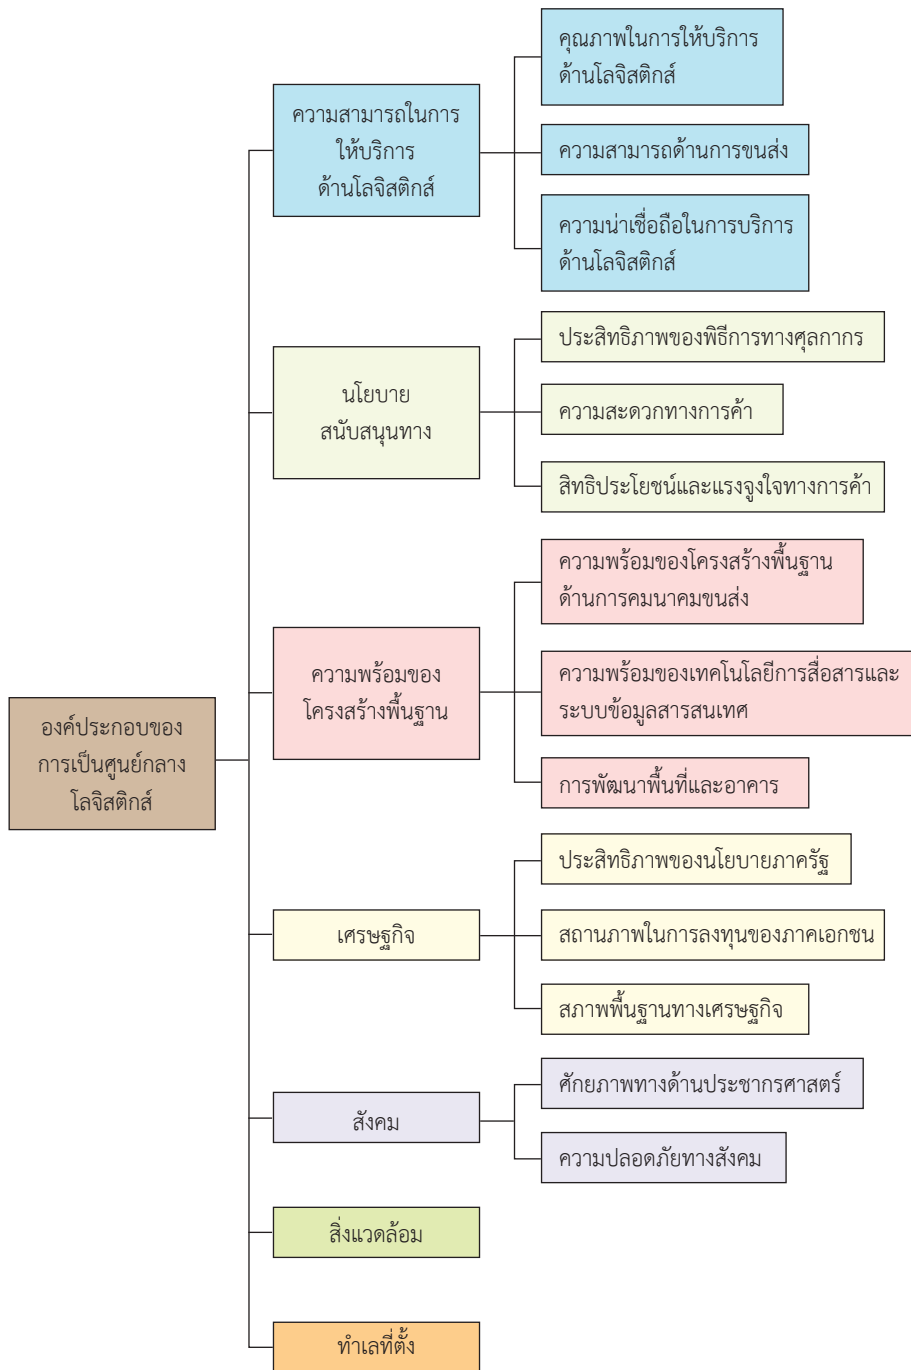 องค์ประกอบของ
การเป็นศูนย์กลาง
โลจิสติกส์
ความสามารถในการ
ให้บริการ
ด้านโลจิสติกส์
คุณภาพในการให้บริการ
ด้านโลจิสติกส์
ความสามารถด้านการขนส่ง
ความน่าเชื่อถือในการบริการ
ด้านโลจิสติกส์
นโยบาย
สนับสนุนทาง
ประสิทธิภาพของพิธีการทางศุลกากร
ความสะดวกทางการค้า
สิทธิประโยชน์และแรงจูงใจทางการค้า
ความพร้อมของ
โครงสร้างพื้นฐาน
ความพร้อมของโครงสร้างพื้นฐาน
ด้านการคมนาคมขนส่ง
ความพร้อมของเทคโนโลยีการสื่อสารและ
ระบบข้อมูลสารสนเทศ
การพัฒนาพื้นที่และอาคาร
เศรษฐกิจ
ประสิทธิภาพของนโยบายภาครัฐ
สถานภาพในการลงทุนของภาคเอกชน
สภาพพื้นฐานทางเศรษฐกิจ
สังคม
ศักยภาพทางด้านประชากรศาสตร์
ความปลอดภัยทางสังคม
สิ่งแวดล้อม
ทำเลที่ตั้ง